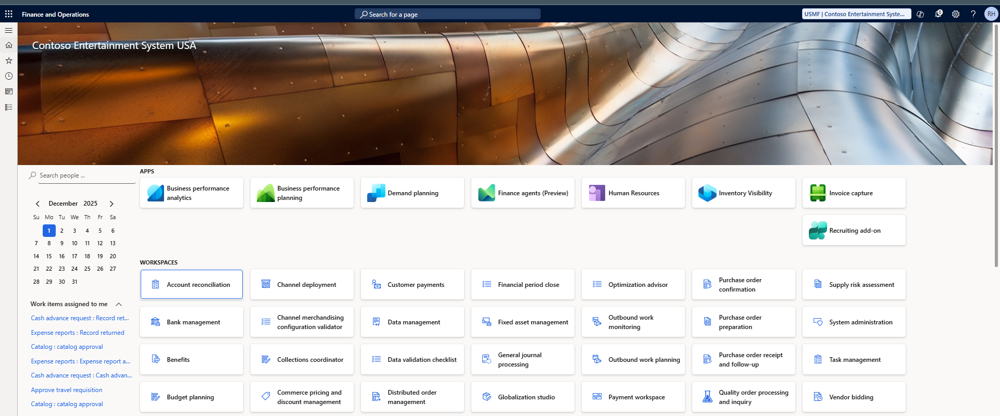 Finance and Operations
Search for a page
USMF | Contoso Entertainment Syste...
6
RH
Contoso Entertainment System USA
Search people ...
December 2025
Su Mo Tu We Th Fr Sa
1 2 3 4 5 6
7 8 9 10 11 12 13
14 15 16 17 18 19 20
21 22 23 24 25 26 27
28 29 30 31
Work items assigned to me
Cash advance request : Record ret...
Expense reports : Record returned
Catalog : catalog approval
Expense reports : Expense report a...
Cash advance request : Cash advan...
Approve travel requisition
Catalog : catalog approval
APPS
Business performance
analytics
Business performance
planning
Demand planning
Finance agents (Preview)
Human Resources
Inventory Visibility
Invoice capture
Recruiting add-on
WORKSPACES
Account reconciliation
Channel deployment
Customer payments
Financial period close
Optimization advisor
Purchase order
confirmation
Supply risk assessment
Bank management
Channel merchandising
configuration validator
Data management
Fixed asset management
Outbound work
monitoring
Purchase order
preparation
System administration
Benefits
Collections coordinator
Data validation checklist
General journal
processing
Outbound work planning
Purchase order receipt
and follow-up
Task management
Budget planning
Commerce pricing and
discount management
Distributed order
management
Globalization studio
Payment workspace
Quality order processing
and inquiry
Vendor bidding